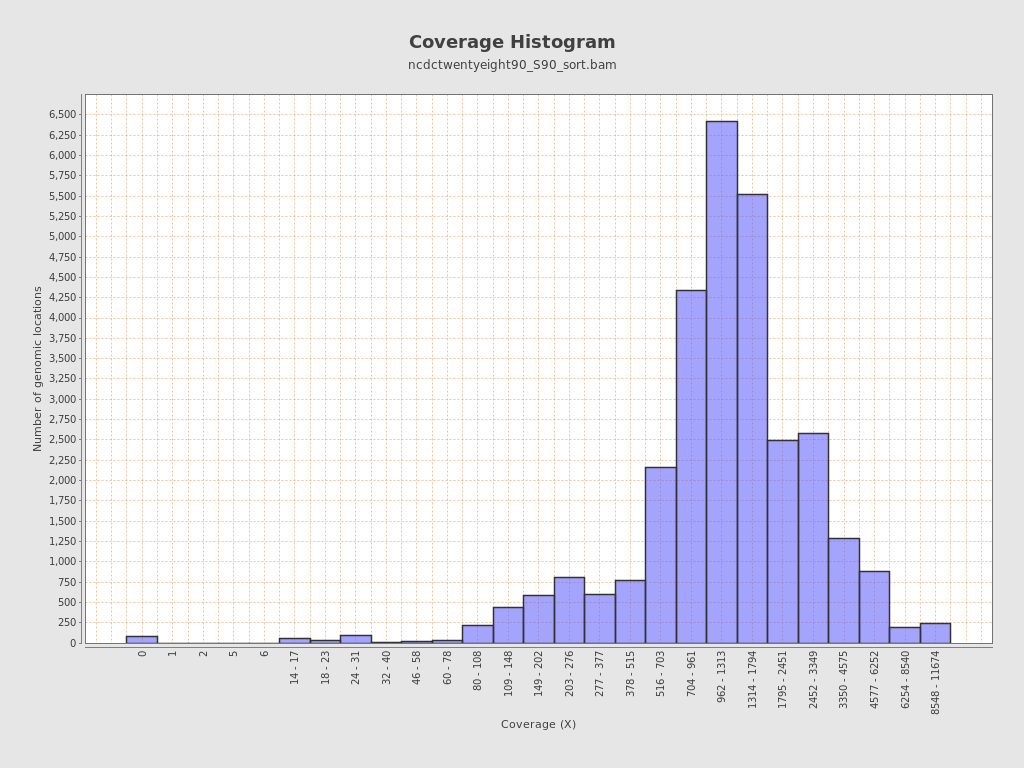 Coverage Histogram
ncdctwentyeight90_S90_sort.bam
Number of genomic locations
6,500
6,250
6,000
5,750
5,500
5,250
5,000
4,750
4,500
4,250
4,000
3,750
3,500
3,250
3,000
2,750
2,500
2,250
2,000
1,750
1,500
1,250
1,000
750
500
250
0
0
1
2
5
6
14 - 17
18 - 23
24 - 31
32 - 40
46 - 58
60 - 78
80 - 108
109 - 148
149 - 202
203 - 276
277 - 377
378 - 515
516 - 703
704 - 961
962 - 1313
1314 - 1794
1795 - 2451
2452 - 3349
3350 - 4575
4577 - 6252
6254 - 8540
8548 - 11674
Coverage (X)